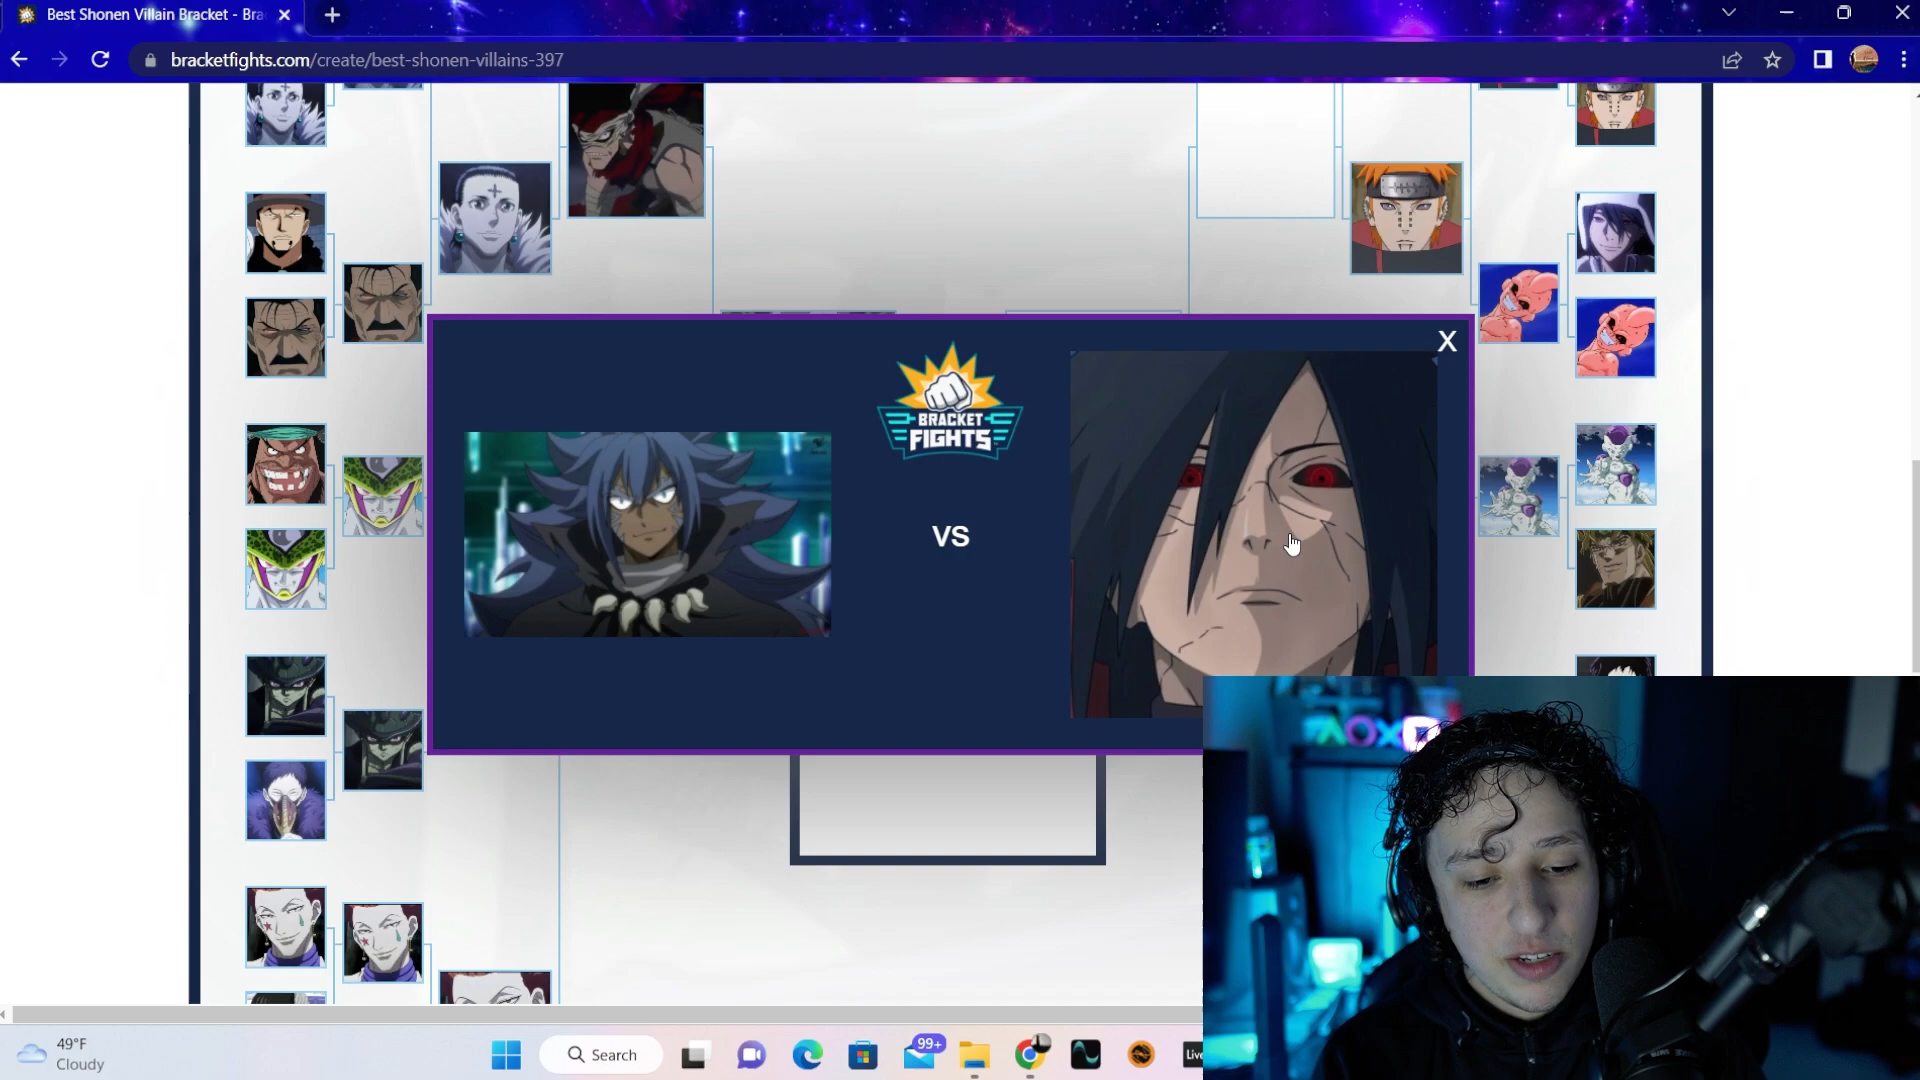 Best Shonen Villain Bracket - Bra
bracketfights.com/create/best-shonen-villains-397
X
BRACKET
FIGHTS
VS
49°F
Cloudy
Search
99+
Live